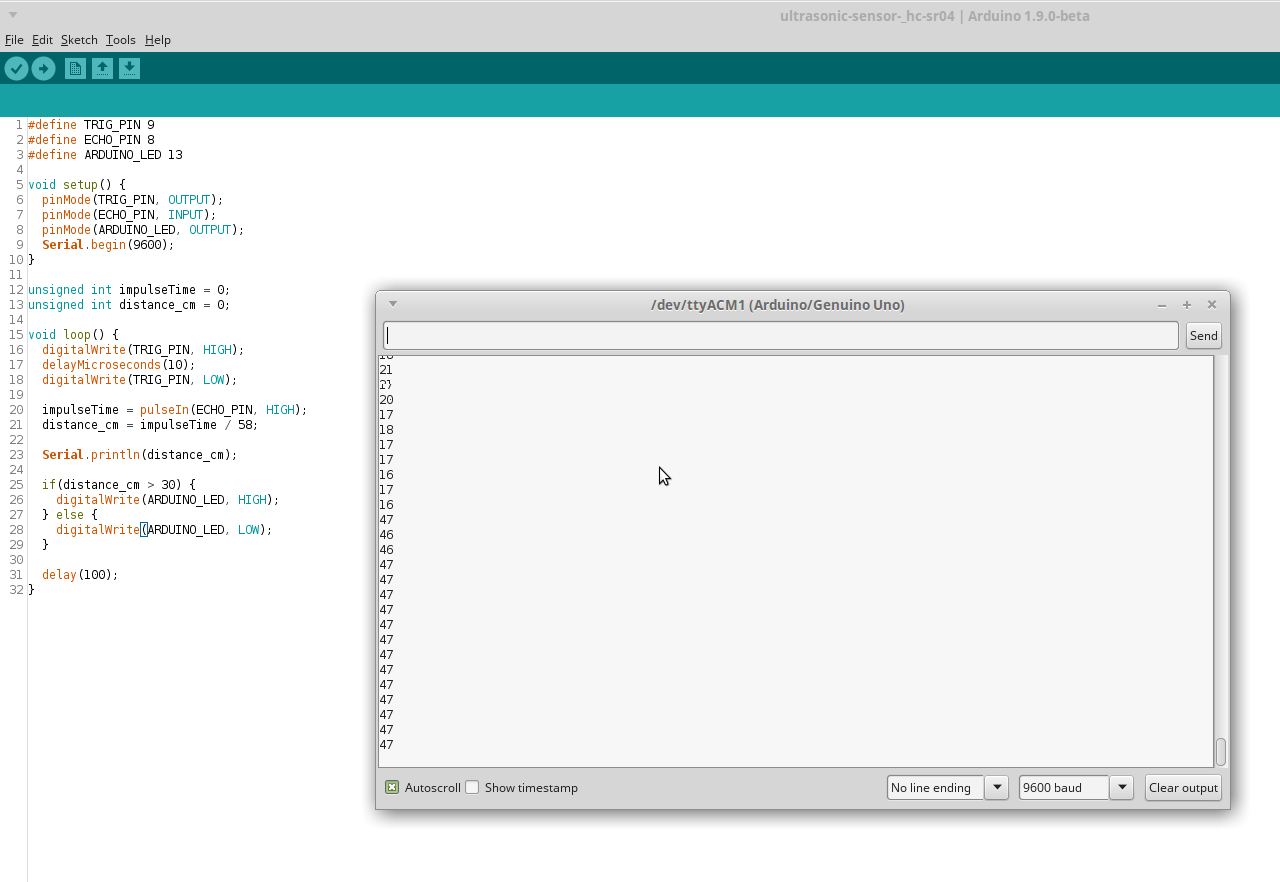 ultrasonic-sensor-_hc-sr04 | Arduino 1.9.0-beta
File Edit Sketch Tools Help
1 #define TRIG_PIN 9
2 #define ECHO_PIN 8
3 #define ARDUINO_LED 13
4
5 void setup() {
6 pinMode(TRIG_PIN, OUTPUT);
7 pinMode(ECHO_PIN, INPUT);
8 pinMode(ARDUINO_LED, OUTPUT);
9 Serial.begin(9600);
10 }
11
12 unsigned int impulseTime = 0;
13 unsigned int distance_cm = 0;
14
15 void loop() {
16 digitalWrite(TRIG_PIN, HIGH);
17 delayMicroseconds(10);
18 digitalWrite(TRIG_PIN, LOW);
19
20 impulseTime = pulseIn(ECHO_PIN, HIGH);
21 distance_cm = impulseTime / 58;
22
23 Serial.println(distance_cm);
24
25 if(distance_cm > 30) {
26 digitalWrite(ARDUINO_LED, HIGH);
27 } else {
28 digitalWrite(ARDUINO_LED, LOW);
29 }
30
31 delay(100);
32 }
/dev/ttyACM1 (Arduino/Genuino Uno)
Send
21
20
17
18
17
17
16
17
16
47
46
46
47
47
47
47
47
47
47
47
47
47
47
47
47
Autoscroll Show timestamp No line ending 9600 baud Clear output